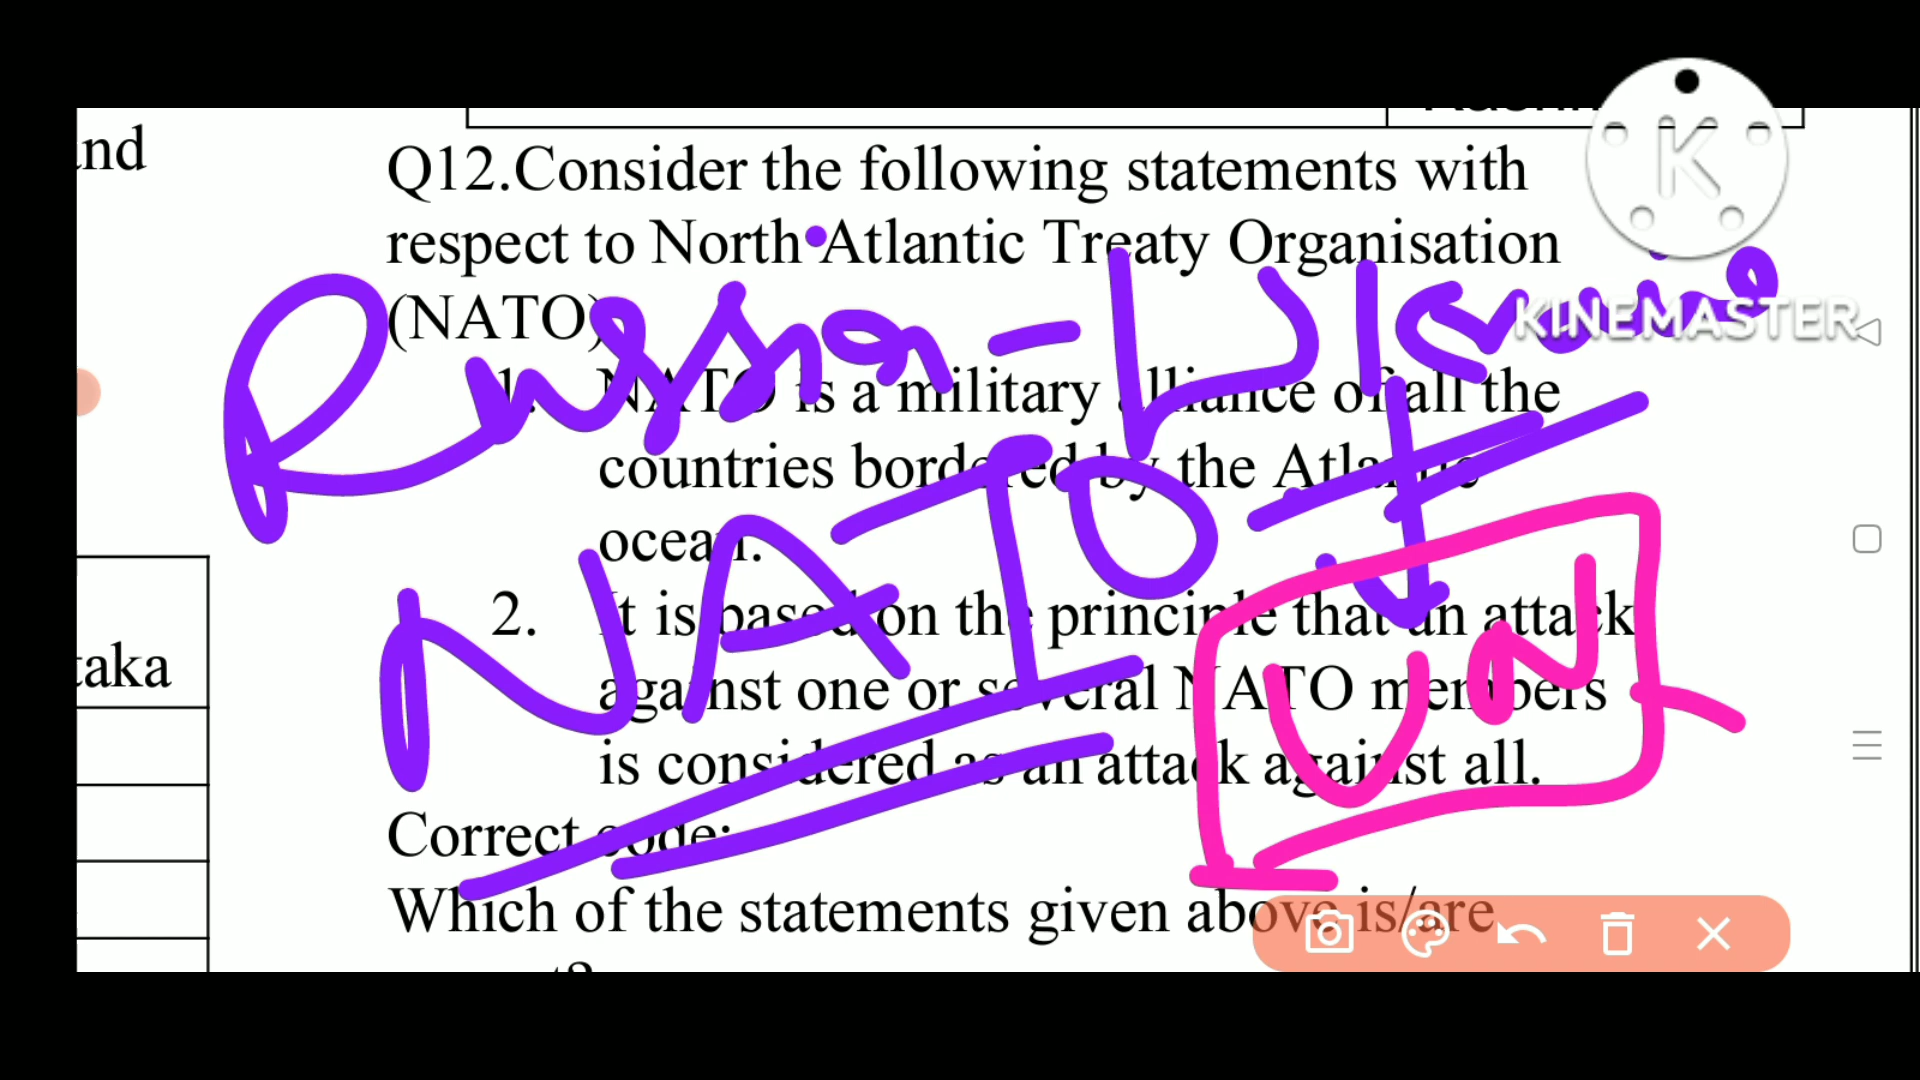 and
taka
Q12.Consider the following statements with
respect to North Atlantic Treaty Organisation
(NATO)
1. NATO is a military alliance of all the
countries bordered by the Atlantic
ocean.
2. It is based on the principle that an attack
against one or several NATO members
is considered as an attack against all.
Correct code:
Which of the statements given above is/are
Russia-Ukraine
NATO
UN
K
KINEMASTER